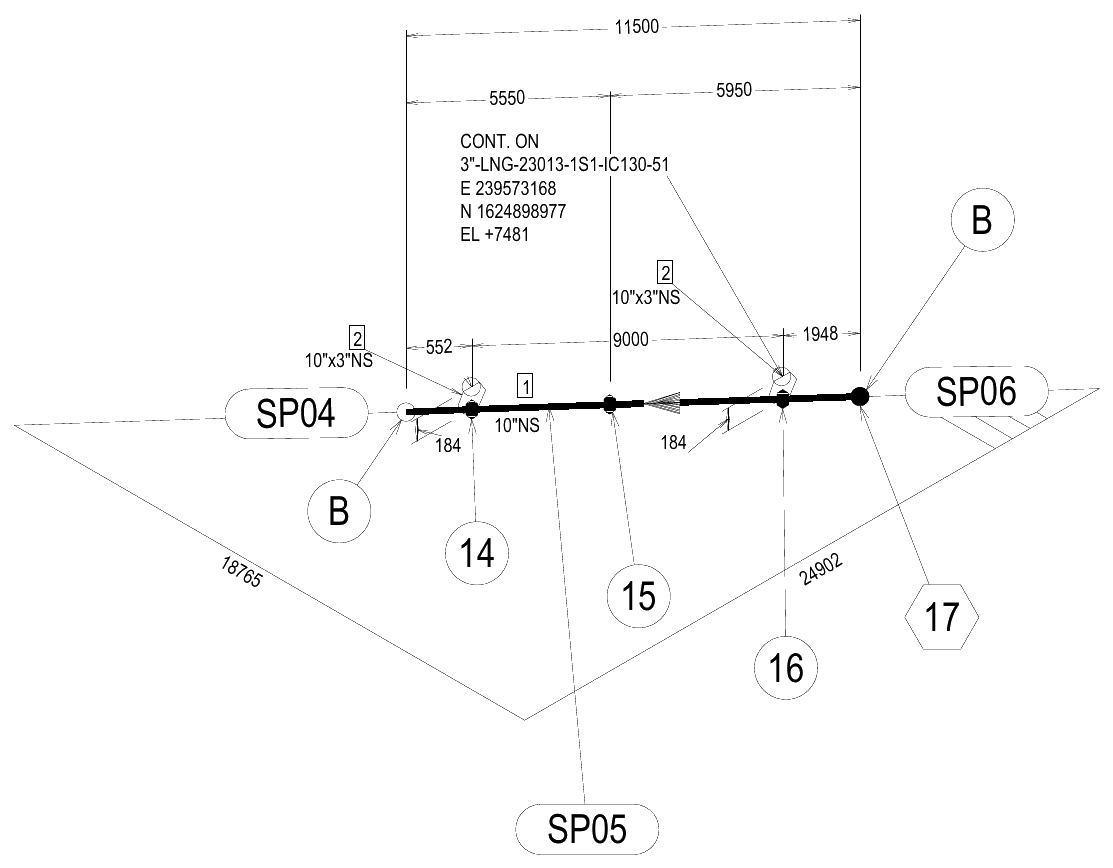 11500
5550
5950
CONT. ON
3"-LNG-23013-1S1-IC130-51
E 239573168
N 1624898977
EL +7481
B
2
10"x3"NS
2
10"x3"NS
552
9000
1948
SP04
1
10"NS
SP06
184
184
B
14
15
16
17
18765
24902
SP05